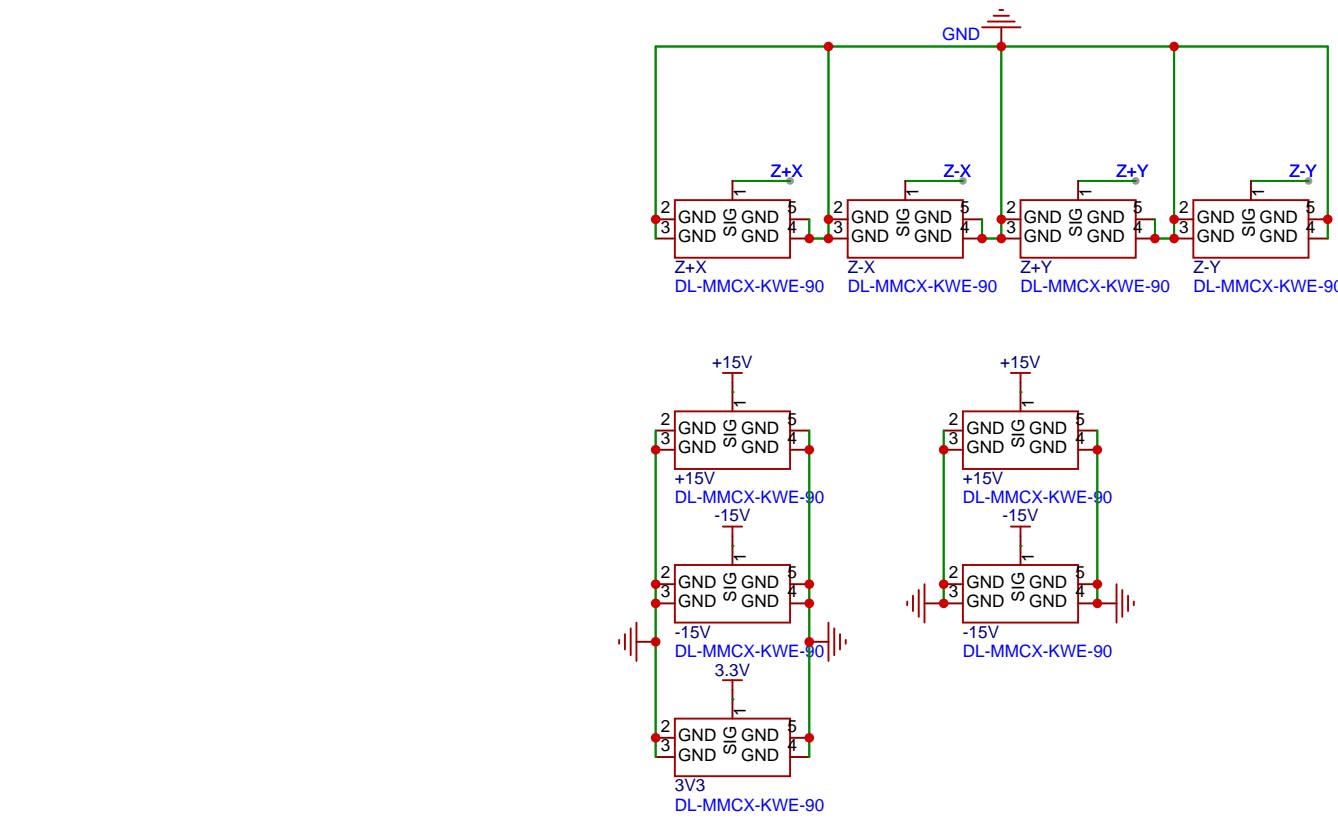 GND
Z+X Z-X Z+Y Z-Y
1 1 1 1
2 GND SIG GND 5 2 GND SIG GND 5 2 GND SIG GND 5 2 GND SIG GND 5
3 GND GND 4 3 GND GND 4 3 GND GND 4 3 GND GND 4
Z+X Z-X Z+Y Z-Y
DL-MMCX-KWE-90 DL-MMCX-KWE-90 DL-MMCX-KWE-90 DL-MMCX-KWE-90
+15V +15V
1 1
2 GND SIG GND 5 2 GND SIG GND 5
3 GND GND 4 3 GND GND 4
+15V +15V
DL-MMCX-KWE-90 DL-MMCX-KWE-90
-15V -15V
1 1
2 GND SIG GND 5 2 GND SIG GND 5
3 GND GND 4 3 GND GND 4
-15V -15V
DL-MMCX-KWE-90 DL-MMCX-KWE-90
3.3V
1
2 GND SIG GND 5
3 GND GND 4
3V3
DL-MMCX-KWE-90